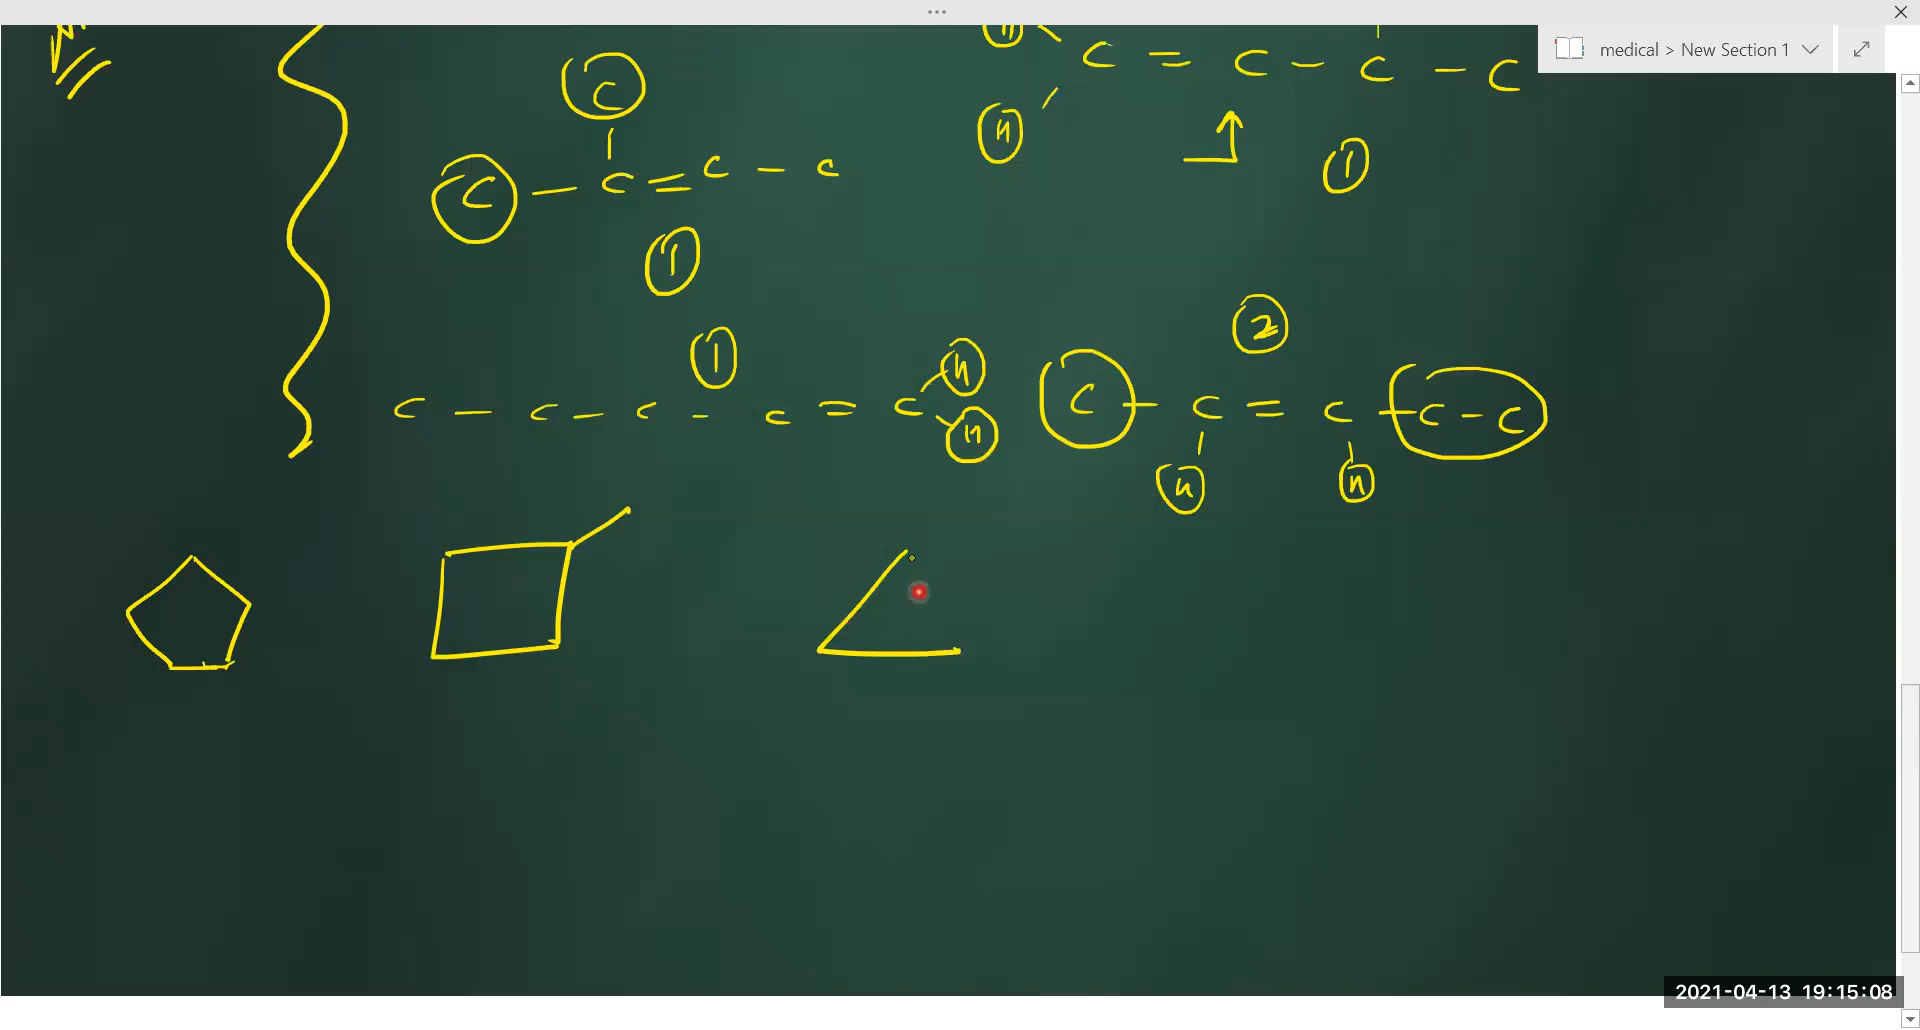 medical > New Section 1
H
C = C - C - C
C
H
C - C = C - C
1
1
2
1
C - C - C - C = C
H
H
C - C = C - C - C
H
H
2021-04-13 19:15:08